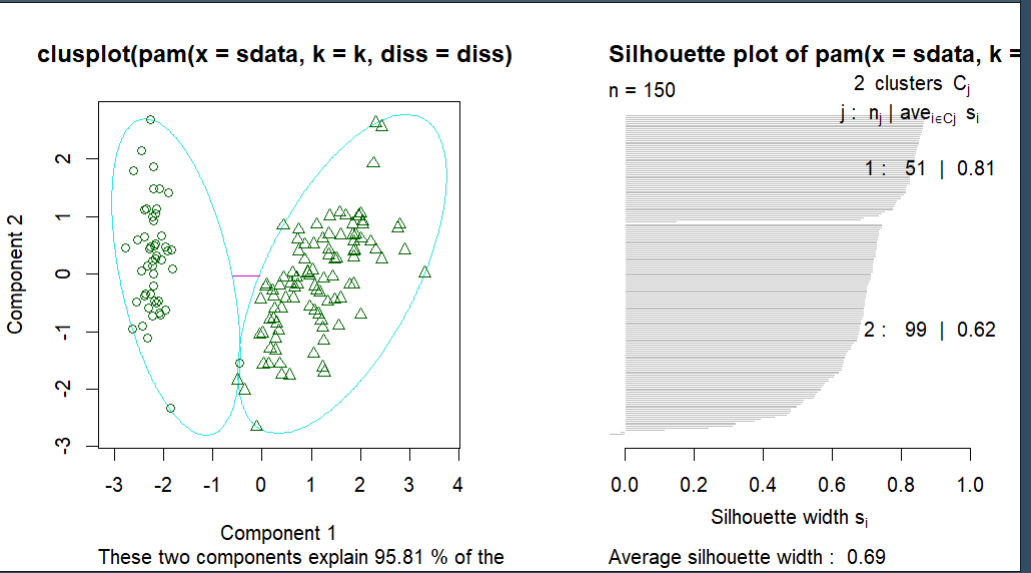 clusplot(pam(x = sdata, k = k, diss = diss)
Component 2
2
1
0
-1
-2
-3
-3 -2 -1 0 1 2 3 4
Component 1
These two components explain 95.81 % of the
Silhouette plot of pam(x = sdata, k =
n = 150
2 clusters Cj
j : nj | avei∈Cj si
1 : 51 | 0.81
2 : 99 | 0.62
0.0 0.2 0.4 0.6 0.8 1.0
Silhouette width si
Average silhouette width : 0.69